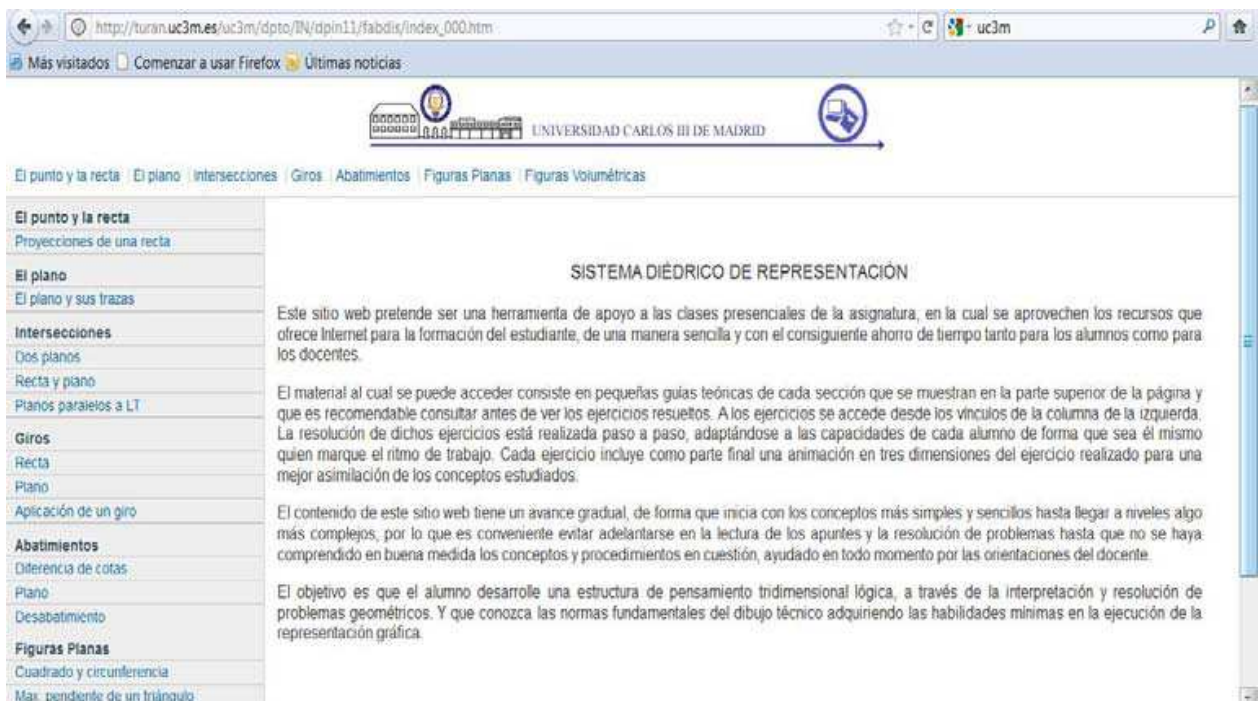 http://turan.uc3m.es/uc3m/dpto/IN/dpin11/fabdis/index_000.htm
uc3m
Más visitados Comenzar a usar Firefox Últimas noticias
UNIVERSIDAD CARLOS III DE MADRID
El punto y la recta El plano Intersecciones Giros Abatimientos Figuras Planas Figuras Volumétricas
El punto y la recta
Proyecciones de una recta
El plano
El plano y sus trazas
Intersecciones
Dos planos
Recta y plano
Planos paralelos a LT
Giros
Recta
Plano
Aplicación de un giro
Abatimientos
Diferencia de cotas
Plano
Desabatimiento
Figuras Planas
Cuadrado y circunferencia
Max. pendiente de un triángulo
SISTEMA DIÉDRICO DE REPRESENTACIÓN
Este sitio web pretende ser una herramienta de apoyo a las clases presenciales de la asignatura, en la cual se aprovechen los recursos que
ofrece Internet para la formación del estudiante, de una manera sencilla y con el consiguiente ahorro de tiempo tanto para los alumnos como para
los docentes.
El material al cual se puede acceder consiste en pequeñas guías teóricas de cada sección que se muestran en la parte superior de la página y
que es recomendable consultar antes de ver los ejercicios resueltos. A los ejercicios se accede desde los vínculos de la columna de la izquierda.
La resolución de dichos ejercicios está realizada paso a paso, adaptándose a las capacidades de cada alumno de forma que sea él mismo
quien marque el ritmo de trabajo. Cada ejercicio incluye como parte final una animación en tres dimensiones del ejercicio realizado para una
mejor asimilación de los conceptos estudiados.
El contenido de este sitio web tiene un avance gradual, de forma que inicia con los conceptos más simples y sencillos hasta llegar a niveles algo
más complejos, por lo que es conveniente evitar adelantarse en la lectura de los apuntes y la resolución de problemas hasta que no se haya
comprendido en buena medida los conceptos y procedimientos en cuestión, ayudado en todo momento por las orientaciones del docente.
El objetivo es que el alumno desarrolle una estructura de pensamiento tridimensional lógica, a través de la interpretación y resolución de
problemas geométricos. Y que conozca las normas fundamentales del dibujo técnico adquiriendo las habilidades mínimas en la ejecución de la
representación gráfica.